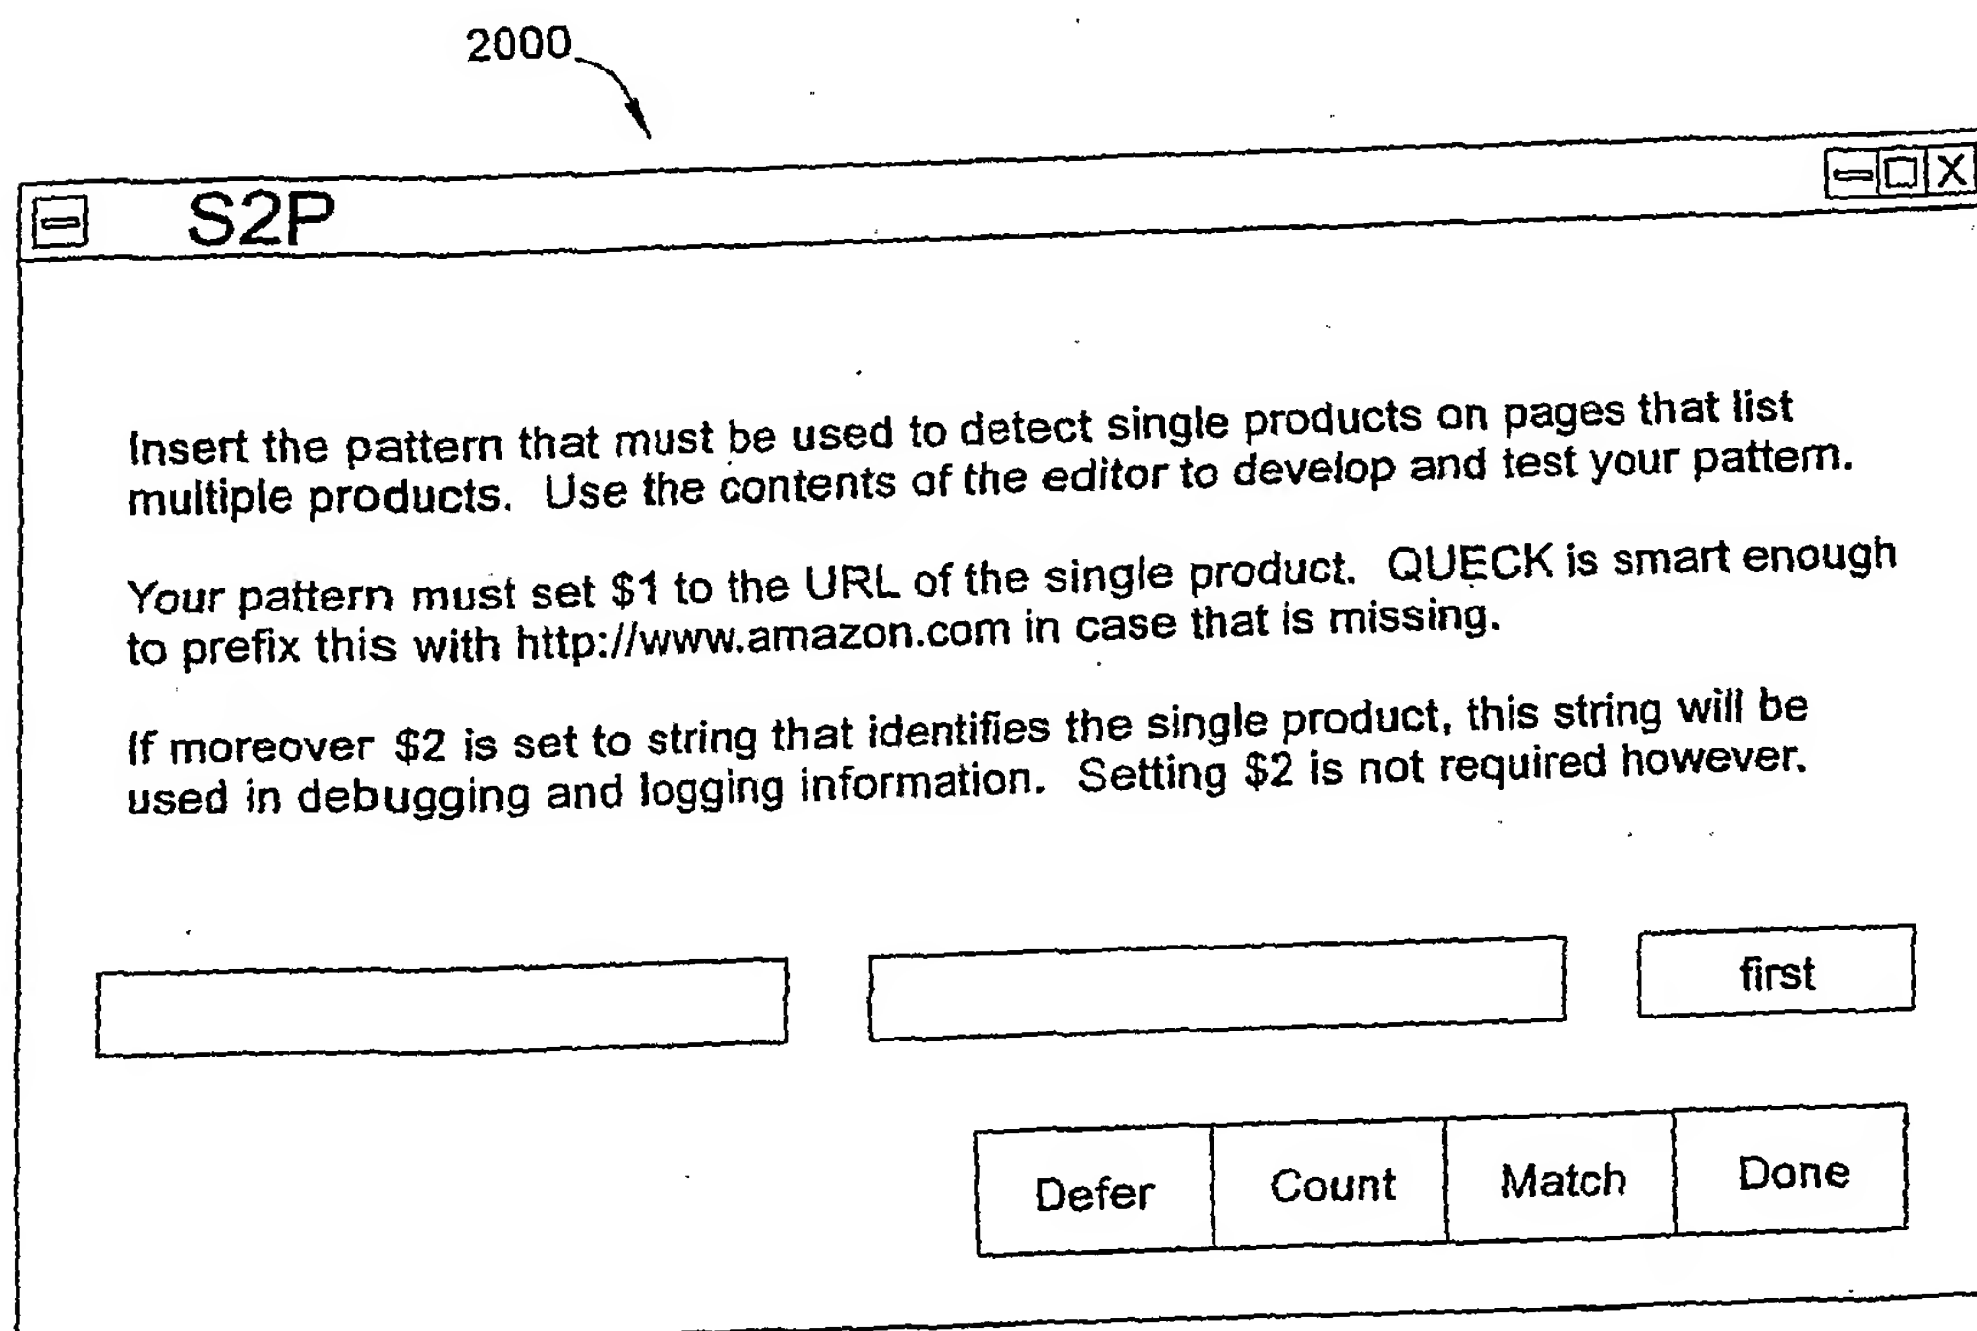 2000
S2P
X
Insert the pattern that must be used to detect single products on pages that list
multiple products. Use the contents of the editor to develop and test your pattern.
Your pattern must set $1 to the URL of the single product. QUECK is smart enough
to prefix this with http://www.amazon.com in case that is missing.
If moreover $2 is set to string that identifies the single product, this string will be
used in debugging and logging information. Setting $2 is not required however.
first
Defer Count Match Done